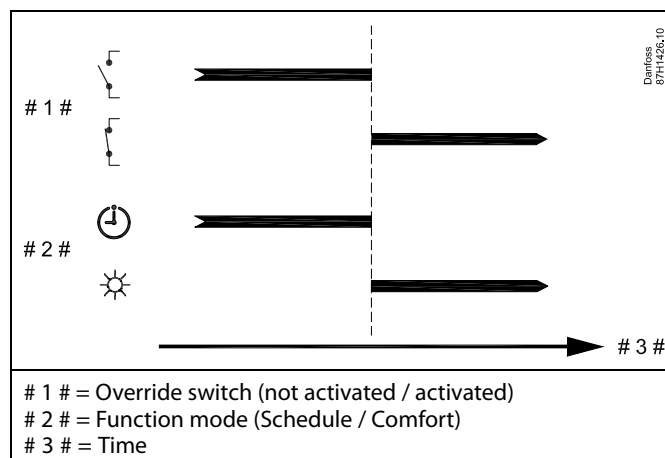 Danfoss
87H1426.10
# 1 #
# 2 #
# 3 #
# 1 # = Override switch (not activated / activated)
# 2 # = Function mode (Schedule / Comfort)
# 3 # = Time